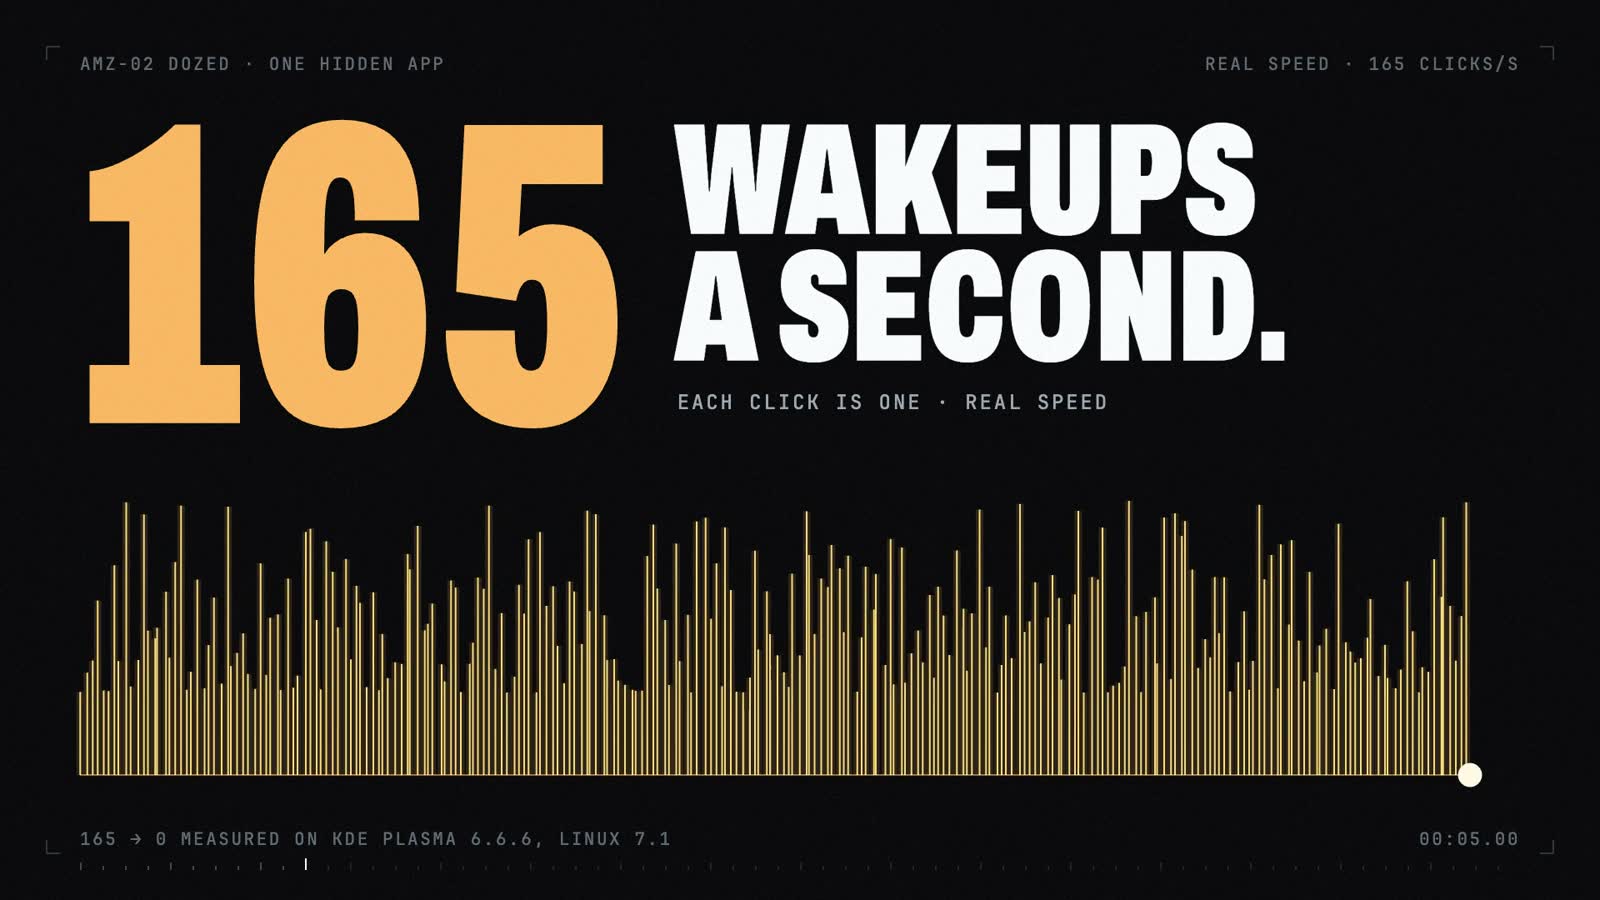 AMZ-02 DOZED · ONE HIDDEN APP
REAL SPEED · 165 CLICKS/S
165
WAKEUPS
A SECOND.
EACH CLICK IS ONE · REAL SPEED
165 → 0 MEASURED ON KDE PLASMA 6.6.6, LINUX 7.1
00:05.00